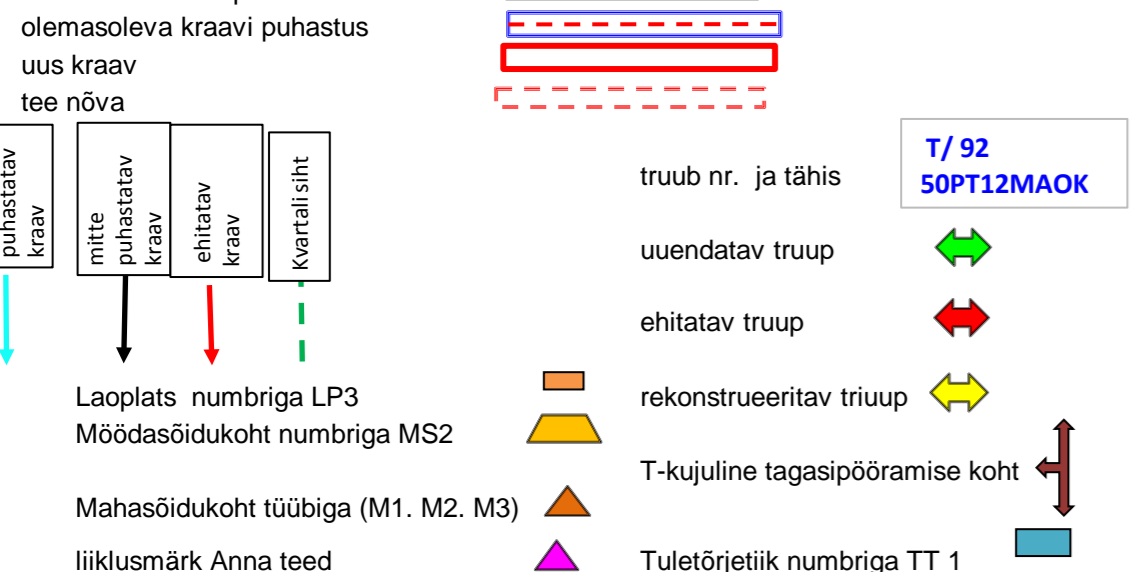 olemasoleva kraavi puhastus
uus kraav
tee nõva
puhastatav
kraav
mitte
puhastatav
kraav
ehitatav
kraav
Kvartali siht
Laoplats numbriga LP3
Möödasõidukoht numbriga MS2
Mahasõidukoht tüübiga (M1. M2. M3)
liiklusmärk Anna teed
truub nr. ja tähis
T/ 92
50PT12MAOK
uuendatav truup
ehitatav truup
rekonstrueeritav triuup
T-kujuline tagasipööramise koht
Tuletõrjetiik numbriga TT 1